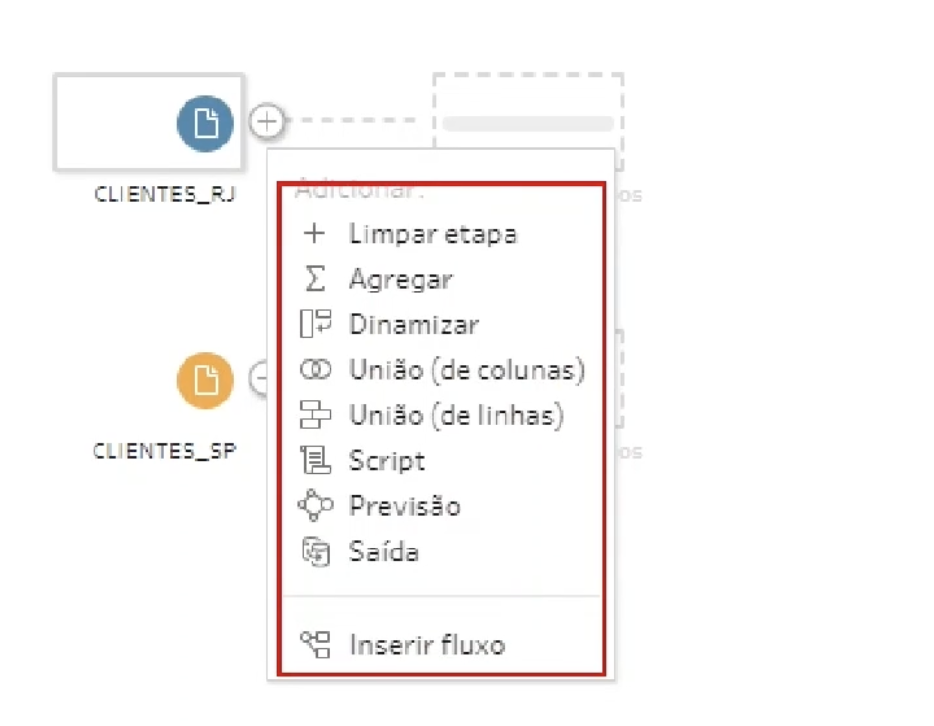 CLIENTES_RJ
Adicionar:
os
Limpar etapa
Agregar
Dinamizar
União (de colunas)
União (de linhas)
CLIENTES_SP
os
Script
Previsão
Saída
Inserir fluxo